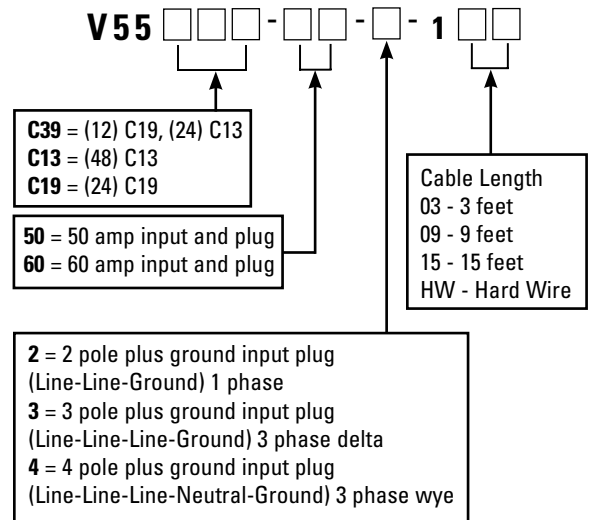 V55 - - - 1
C39 = (12) C19, (24) C13
C13 = (48) C13
C19 = (24) C19
50 = 50 amp input and plug
60 = 60 amp input and plug
Cable Length
03 - 3 feet
09 - 9 feet
15 - 15 feet
HW - Hard Wire
2 = 2 pole plus ground input plug
(Line-Line-Ground) 1 phase
3 = 3 pole plus ground input plug
(Line-Line-Line-Ground) 3 phase delta
4 = 4 pole plus ground input plug
(Line-Line-Line-Neutral-Ground) 3 phase wye